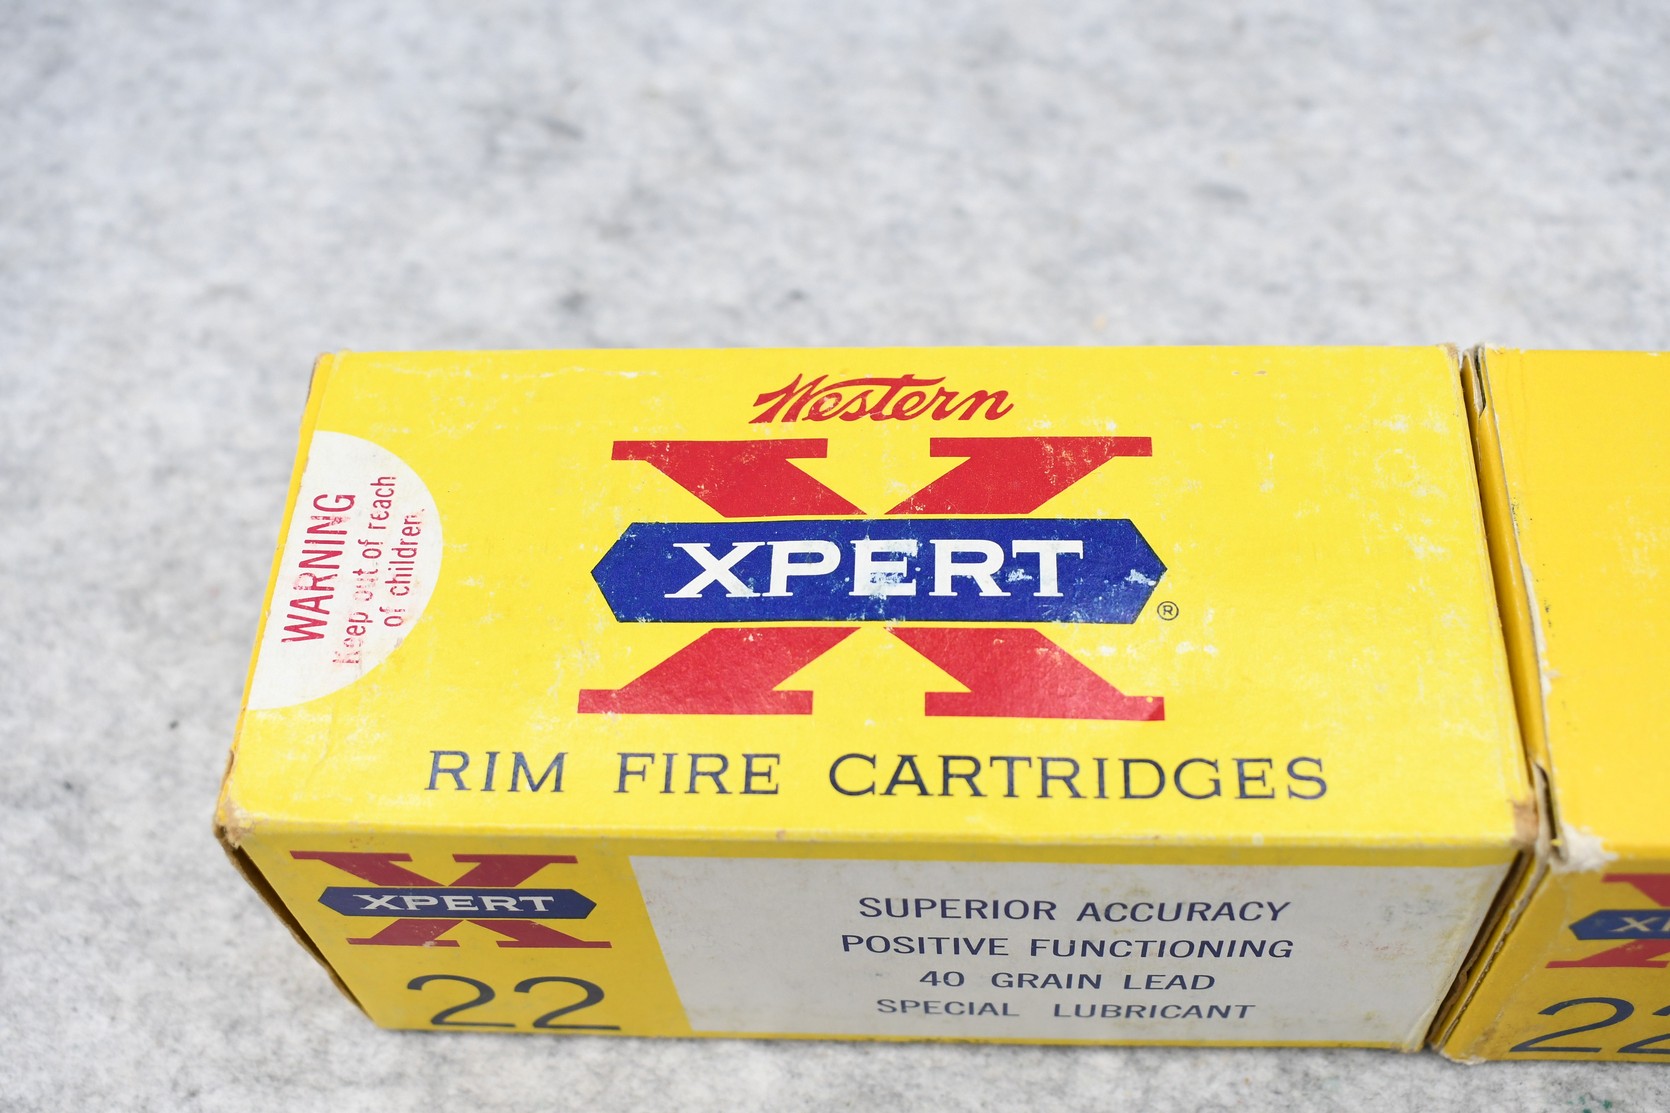 Western
XPERT
®
RIM FIRE CARTRIDGES
WARNING
Keep out of reach
of children
XPERT
22
SUPERIOR ACCURACY
POSITIVE FUNCTIONING
40 GRAIN LEAD
SPECIAL LUBRICANT
22